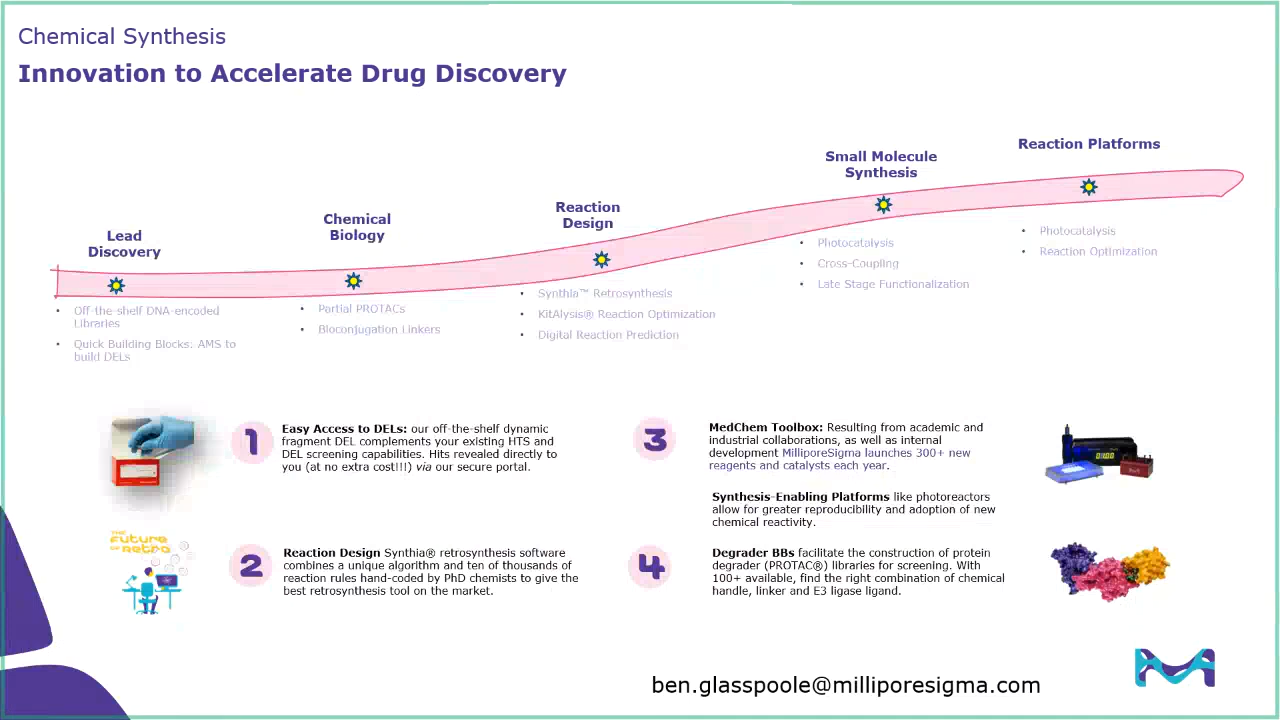 Chemical Synthesis
Innovation to Accelerate Drug Discovery
Lead
Discovery
• Off-the-shelf DNA-encoded
Libraries
• Quick Building Blocks: AMS to
build DELs
Chemical
Biology
• Partial PROTACs
• Bioconjugation Linkers
Reaction
Design
• Synthia™ Retrosynthesis
• KitAlysis® Reaction Optimization
• Digital Reaction Prediction
Small Molecule
Synthesis
• Photocatalysis
• Cross-Coupling
• Late Stage Functionalization
Reaction Platforms
• Photocatalysis
• Reaction Optimization
1
Easy Access to DELs: our off-the-shelf dynamic
fragment DEL complements your existing HTS and
DEL screening capabilities. Hits revealed directly to
you (at no extra cost!!!) via our secure portal.
THE
Future
OF Retro
2
Reaction Design Synthia® retrosynthesis software
combines a unique algorithm and ten of thousands of
reaction rules hand-coded by PhD chemists to give the
best retrosynthesis tool on the market.
3
MedChem Toolbox: Resulting from academic and
industrial collaborations, as well as internal
development MilliporeSigma launches 300+ new
reagents and catalysts each year.
Synthesis-Enabling Platforms like photoreactors
allow for greater reproducibility and adoption of new
chemical reactivity.
4
Degrader BBs facilitate the construction of protein
degrader (PROTAC®) libraries for screening. With
100+ available, find the right combination of chemical
handle, linker and E3 ligase ligand.
ben.glasspoole@milliporesigma.com